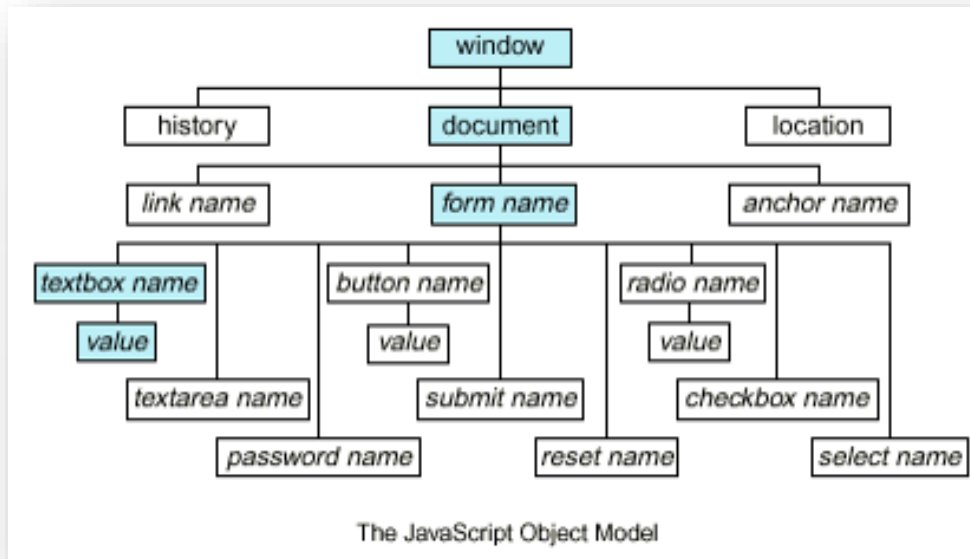 window
history
document
location
link name
form name
anchor name
textbox name
button name
radio name
value
value
value
textarea name
submit name
checkbox name
password name
reset name
select name
The JavaScript Object Model